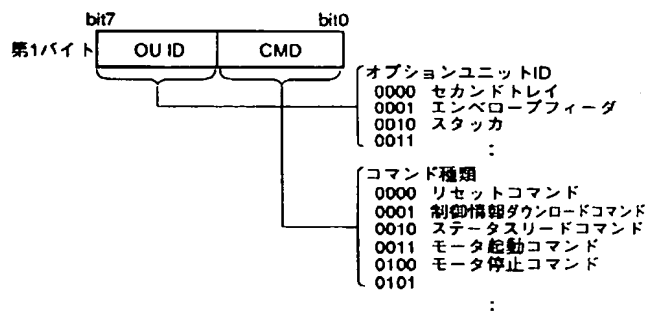 bit7 bit0
第1バイト OU ID CMD
オプションユニットID
0000 セカンドトレイ
0001 エンベロープフィーダ
0010 スタッカ
0011
:
コマンド種類
0000 リセットコマンド
0001 制御情報ダウンロードコマンド
0010 ステータスリードコマンド
0011 モータ起動コマンド
0100 モータ停止コマンド
0101
: